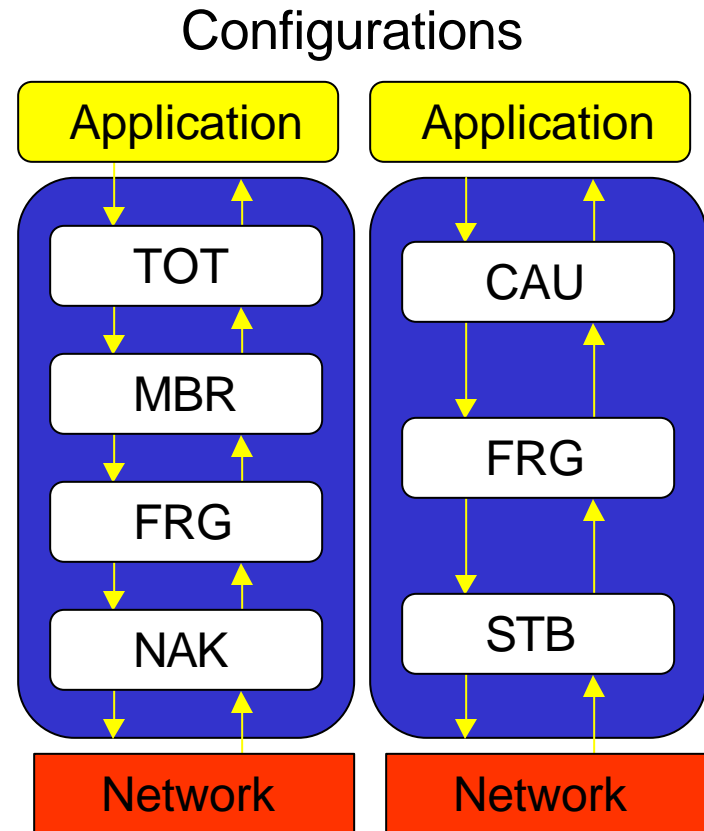 Configurations
Application
TOT
MBR
FRG
NAK
Network
Application
CAU
FRG
STB
Network